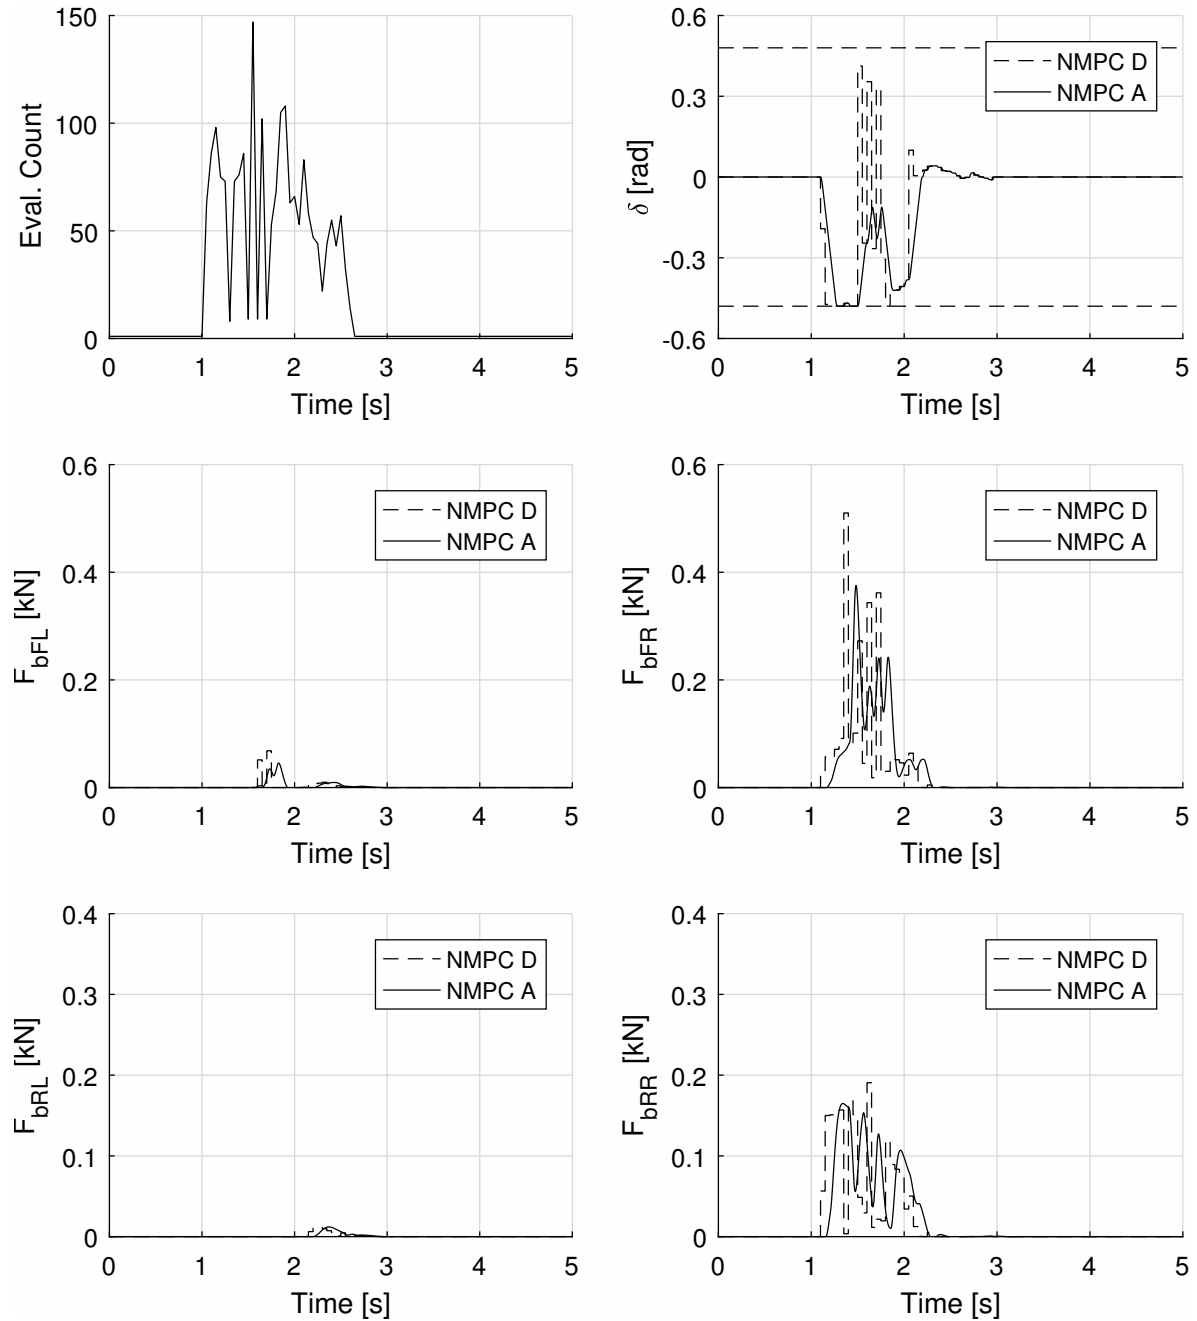 150
100
50
0
Eval. Count
0 1 2 3 4 5
Time [s]
0.6
0.3
0
-0.3
-0.6
δ [rad]
NMPC D
NMPC A
0 1 2 3 4 5
Time [s]
0.6
0.4
0.2
0
F_bFL [kN]
NMPC D
NMPC A
0 1 2 3 4 5
Time [s]
0.6
0.4
0.2
0
F_bFR [kN]
NMPC D
NMPC A
0 1 2 3 4 5
Time [s]
0.4
0.3
0.2
0.1
0
F_bRL [kN]
NMPC D
NMPC A
0 1 2 3 4 5
Time [s]
0.4
0.3
0.2
0.1
0
F_bRR [kN]
NMPC D
NMPC A
0 1 2 3 4 5
Time [s]